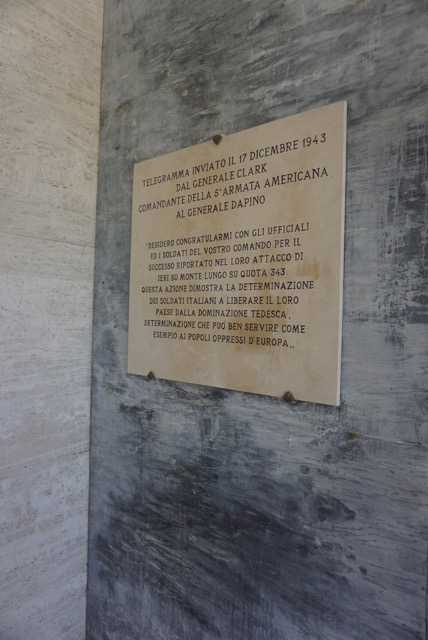 TELEGRAMMA INVIATO IL 17 DICEMBRE 1943
DAL GENERALE CLARK
COMANDANTE DELLA 5ª ARMATA AMERICANA
AL GENERALE DAPINO
"DESIDERO CONGRATULARMI CON GLI UFFICIALI
ED I SOLDATI DEL VOSTRO COMANDO PER IL
SUCCESSO RIPORTATO NEL LORO ATTACCO DI
IERI SU MONTE LUNGO SU QUOTA 343.
QUESTA AZIONE DIMOSTRA LA DETERMINAZIONE
DEI SOLDATI ITALIANI A LIBERARE IL LORO
PAESE DALLA DOMINAZIONE TEDESCA,
DETERMINAZIONE CHE PUÒ BEN SERVIRE COME
ESEMPIO AI POPOLI OPPRESSI D'EUROPA,,.